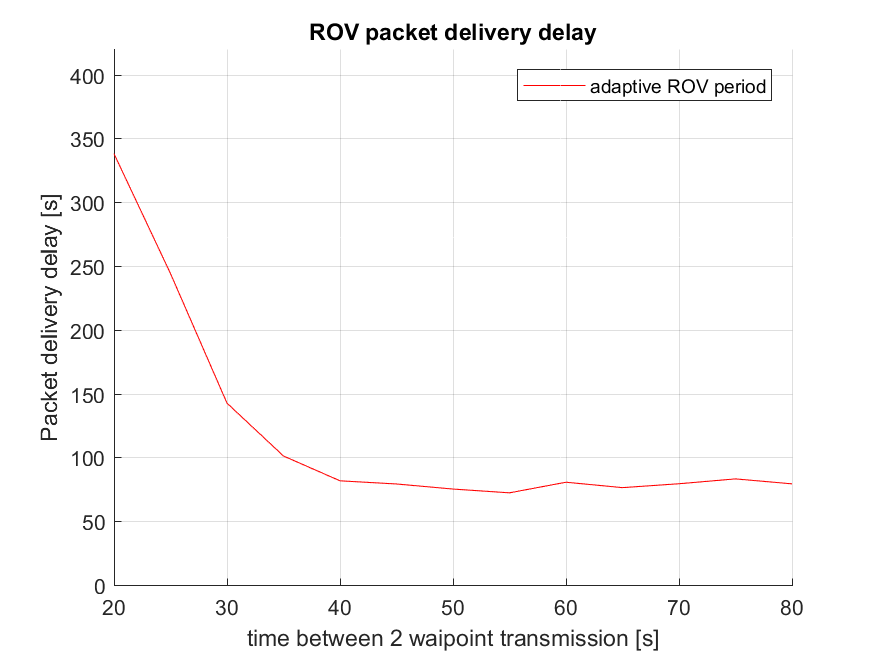 ROV packet delivery delay
adaptive ROV period
Packet delivery delay [s]
400
350
300
250
200
150
100
50
0
20 30 40 50 60 70 80
time between 2 waipoint transmission [s]